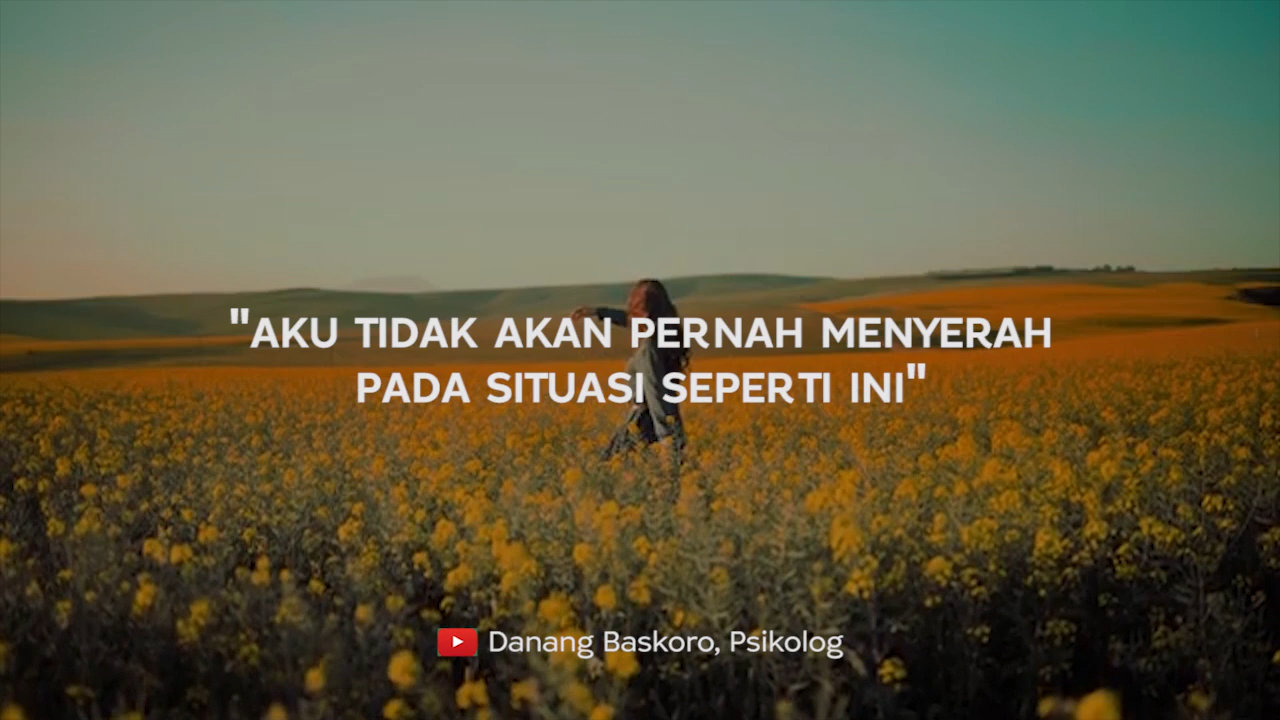 "AKU TIDAK AKAN PERNAH MENYERAH
PADA SITUASI SEPERTI INI"
Danang Baskoro, Psikolog